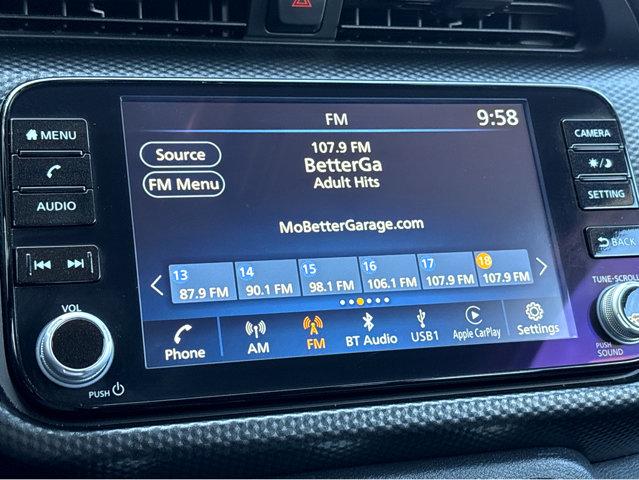 FM 9:58
107.9 FM
BetterGa
Adult Hits
Source
FM Menu
MoBetterGarage.com
13 14 15 16 17 18
87.9 FM 90.1 FM 98.1 FM 106.1 FM 107.9 FM 107.9 FM
Phone AM FM BT Audio USB1 Apple CarPlay Settings
MENU
AUDIO
VOL
PUSH
CAMERA
SETTING
BACK
TUNE-SCROLL
PUSH
SOUND